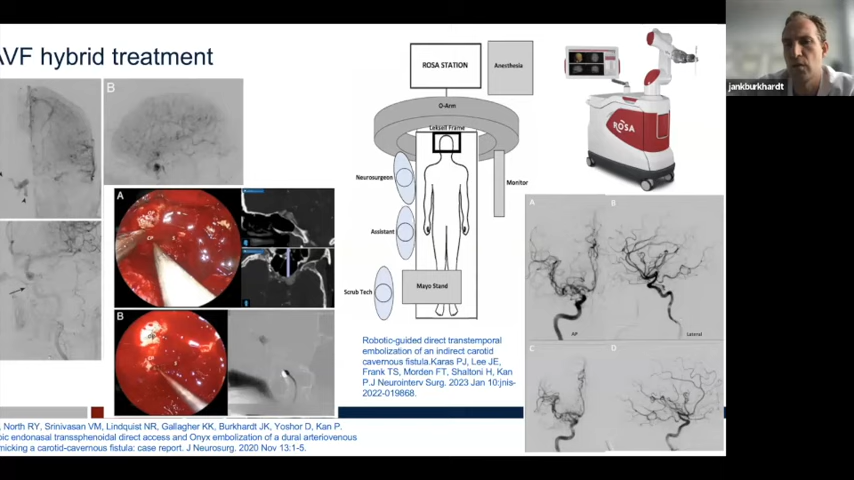 AVF hybrid treatment
B
A
B
ROSA STATION
Anesthesia
O-Arm
Leksell Frame
Neurosurgeon
Monitor
Assistant
Scrub Tech
Mayo Stand
ROSA
jankburkhardt
A
B
AP
Lateral
C
D
Robotic-guided direct transtemporal
embolization of an indirect carotid
cavernous fistula.Karas PJ, Lee JE,
Frank TS, Morden FT, Shaltoni H, Kan
P.J Neurointerv Surg. 2023 Jan 10:jnis-
2022-019868.
, North RY, Srinivasan VM, Lindquist NR, Gallagher KK, Burkhardt JK, Yoshor D, Kan P.
pic endonasal transsphenoidal direct access and Onyx embolization of a dural arteriovenous
micking a carotid-cavernous fistula: case report. J Neurosurg. 2020 Nov 13:1-5.